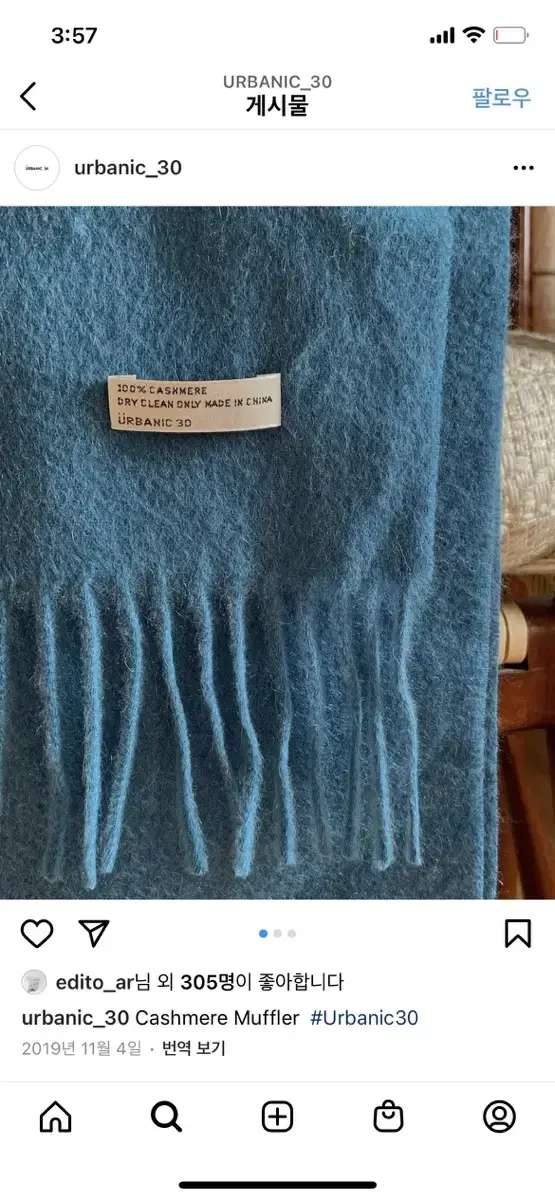 3:57
URBANIC_30
게시물
팔로우
ÜRBANIC 30
urbanic_30
100% CASHMERE
DRY CLEAN ONLY MADE IN CHINA
ÜRBANIC 30
edito_ar님 외 305명이 좋아합니다
urbanic_30 Cashmere Muffler #Urbanic30
2019년 11월 4일 · 번역 보기